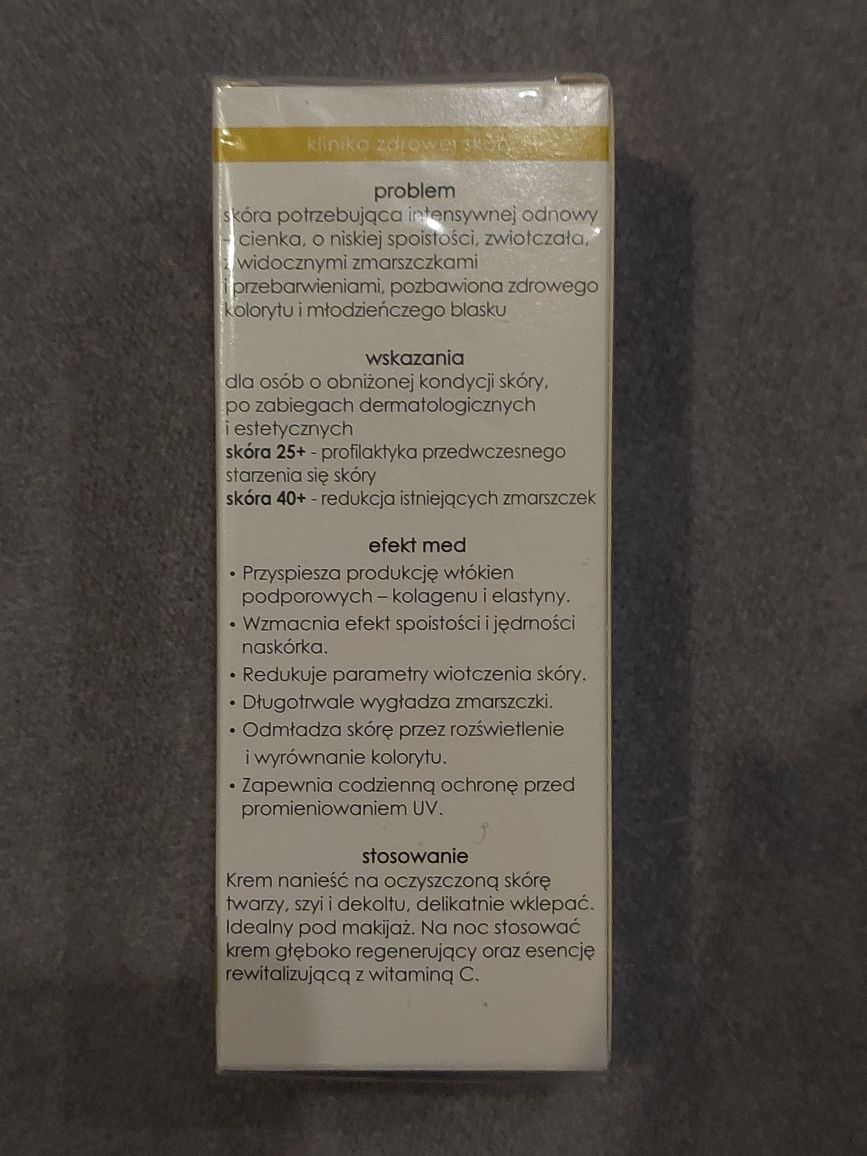 klinika zdrowej skóry
problem
skóra potrzebująca intensywnej odnowy
- cienka, o niskiej spoistości, zwiotczała,
z widocznymi zmarszczkami
i przebarwieniami, pozbawiona zdrowego
kolorytu i młodzieńczego blasku
wskazania
dla osób o obniżonej kondycji skóry,
po zabiegach dermatologicznych
i estetycznych
skóra 25+ - profilaktyka przedwczesnego
starzenia się skóry
skóra 40+ - redukcja istniejących zmarszczek
efekt med
• Przyspiesza produkcję włókien
podporowych – kolagenu i elastyny.
• Wzmacnia efekt spoistości i jędrności
naskórka.
• Redukuje parametry wiotczenia skóry.
• Długotrwale wygładza zmarszczki.
• Odmładza skórę przez rozświetlenie
i wyrównanie kolorytu.
• Zapewnia codzienną ochronę przed
promieniowaniem UV.
stosowanie
Krem nanieść na oczyszczoną skórę
twarzy, szyi i dekoltu, delikatnie wklepać.
Idealny pod makijaż. Na noc stosować
krem głęboko regenerujący oraz esencję
rewitalizującą z witaminą C.